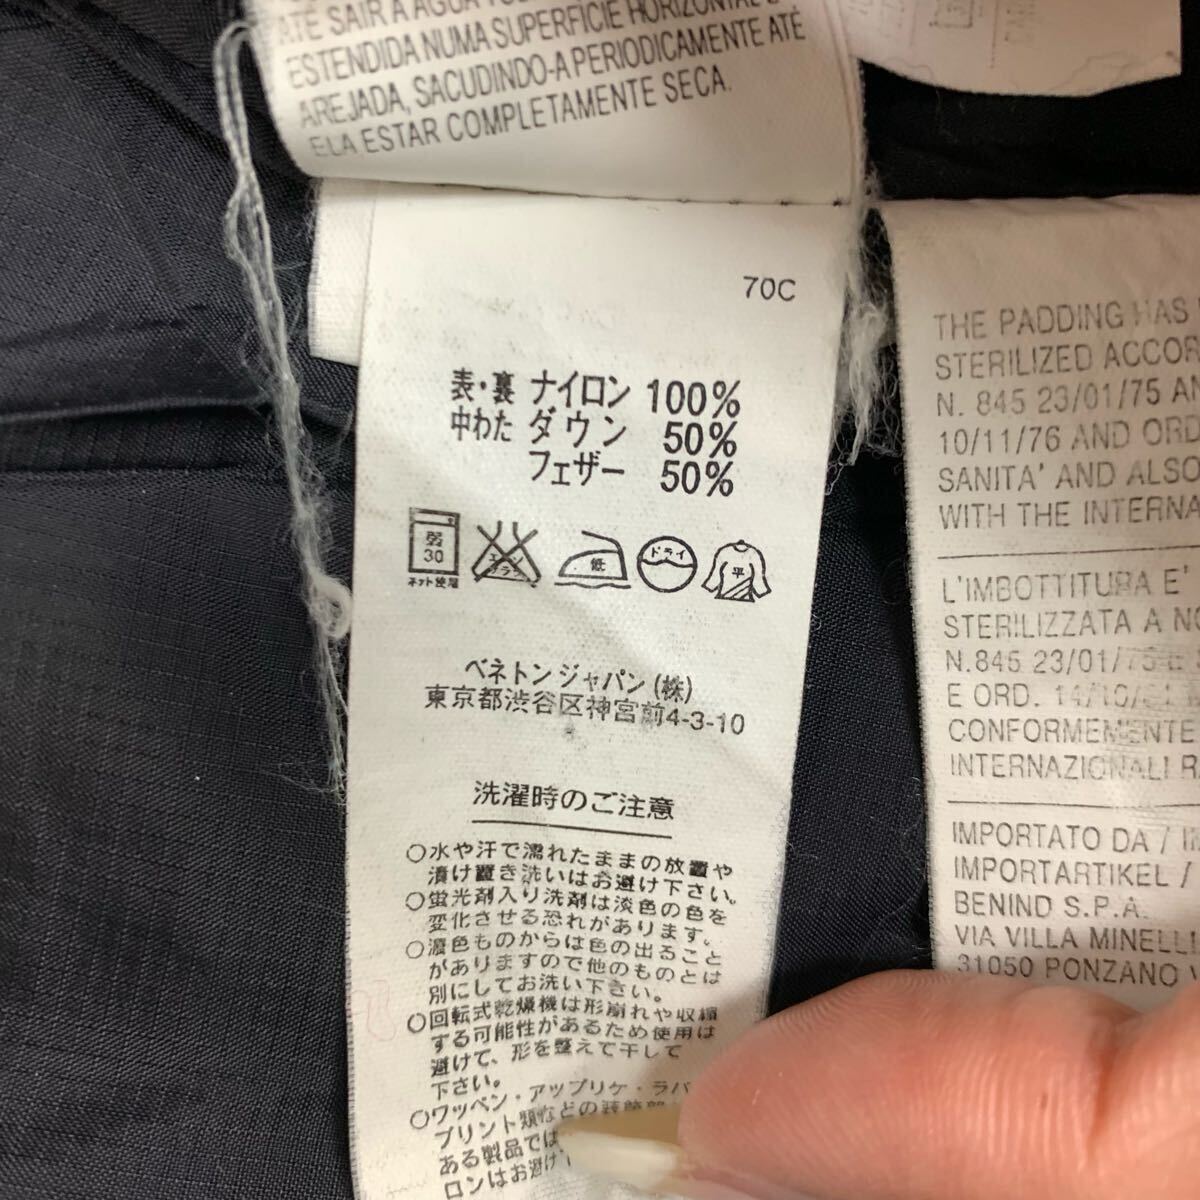 ATÉ SAIR A ÁGUA
ESTENDIDA NUMA SUPERFÍCIE HORIZONTAL E
AREJADA, SACUDINDO-A PERIODICAMENTE ATÉ
ELA ESTAR COMPLETAMENTE SECA.
70C
表・裏 ナイロン 100%
中わた ダウン 50%
フェザー 50%
弱
30
ネット使用
エンソ
サラシ
低
ドライ
平
ベネトンジャパン(株)
東京都渋谷区神宮前4-3-10
洗濯時のご注意
○水や汗で濡れたままの放置や
漬け置き洗いはお避け下さい。
○蛍光剤入り洗剤は淡色の色を
変化させる恐れがあります。
○濃色ものからは色の出ること
がありますので他のものとは
別にしてお洗い下さい。
○回転式乾燥機は形崩れや収縮
する可能性があるため使用は
避けて、形を整えて干して
下さい。
○ワッペン・アップリケ・ラバ
プリント類などの装飾
ある製品では
ロンはお避け
THE PADDING HAS
STERILIZED ACCOR
N. 845 23/01/75 AN
10/11/76 AND ORD
SANITA' AND ALSO
WITH THE INTERNA
L'IMBOTTITURA E'
STERILIZZATA A NO
N.845 23/01/75 E
E ORD. 14/10/
CONFORMEMENTE
INTERNAZIONALI R
IMPORTATO DA / IM
IMPORTARTIKEL /
BENIND S.P.A.
VIA VILLA MINELLI
31050 PONZANO V